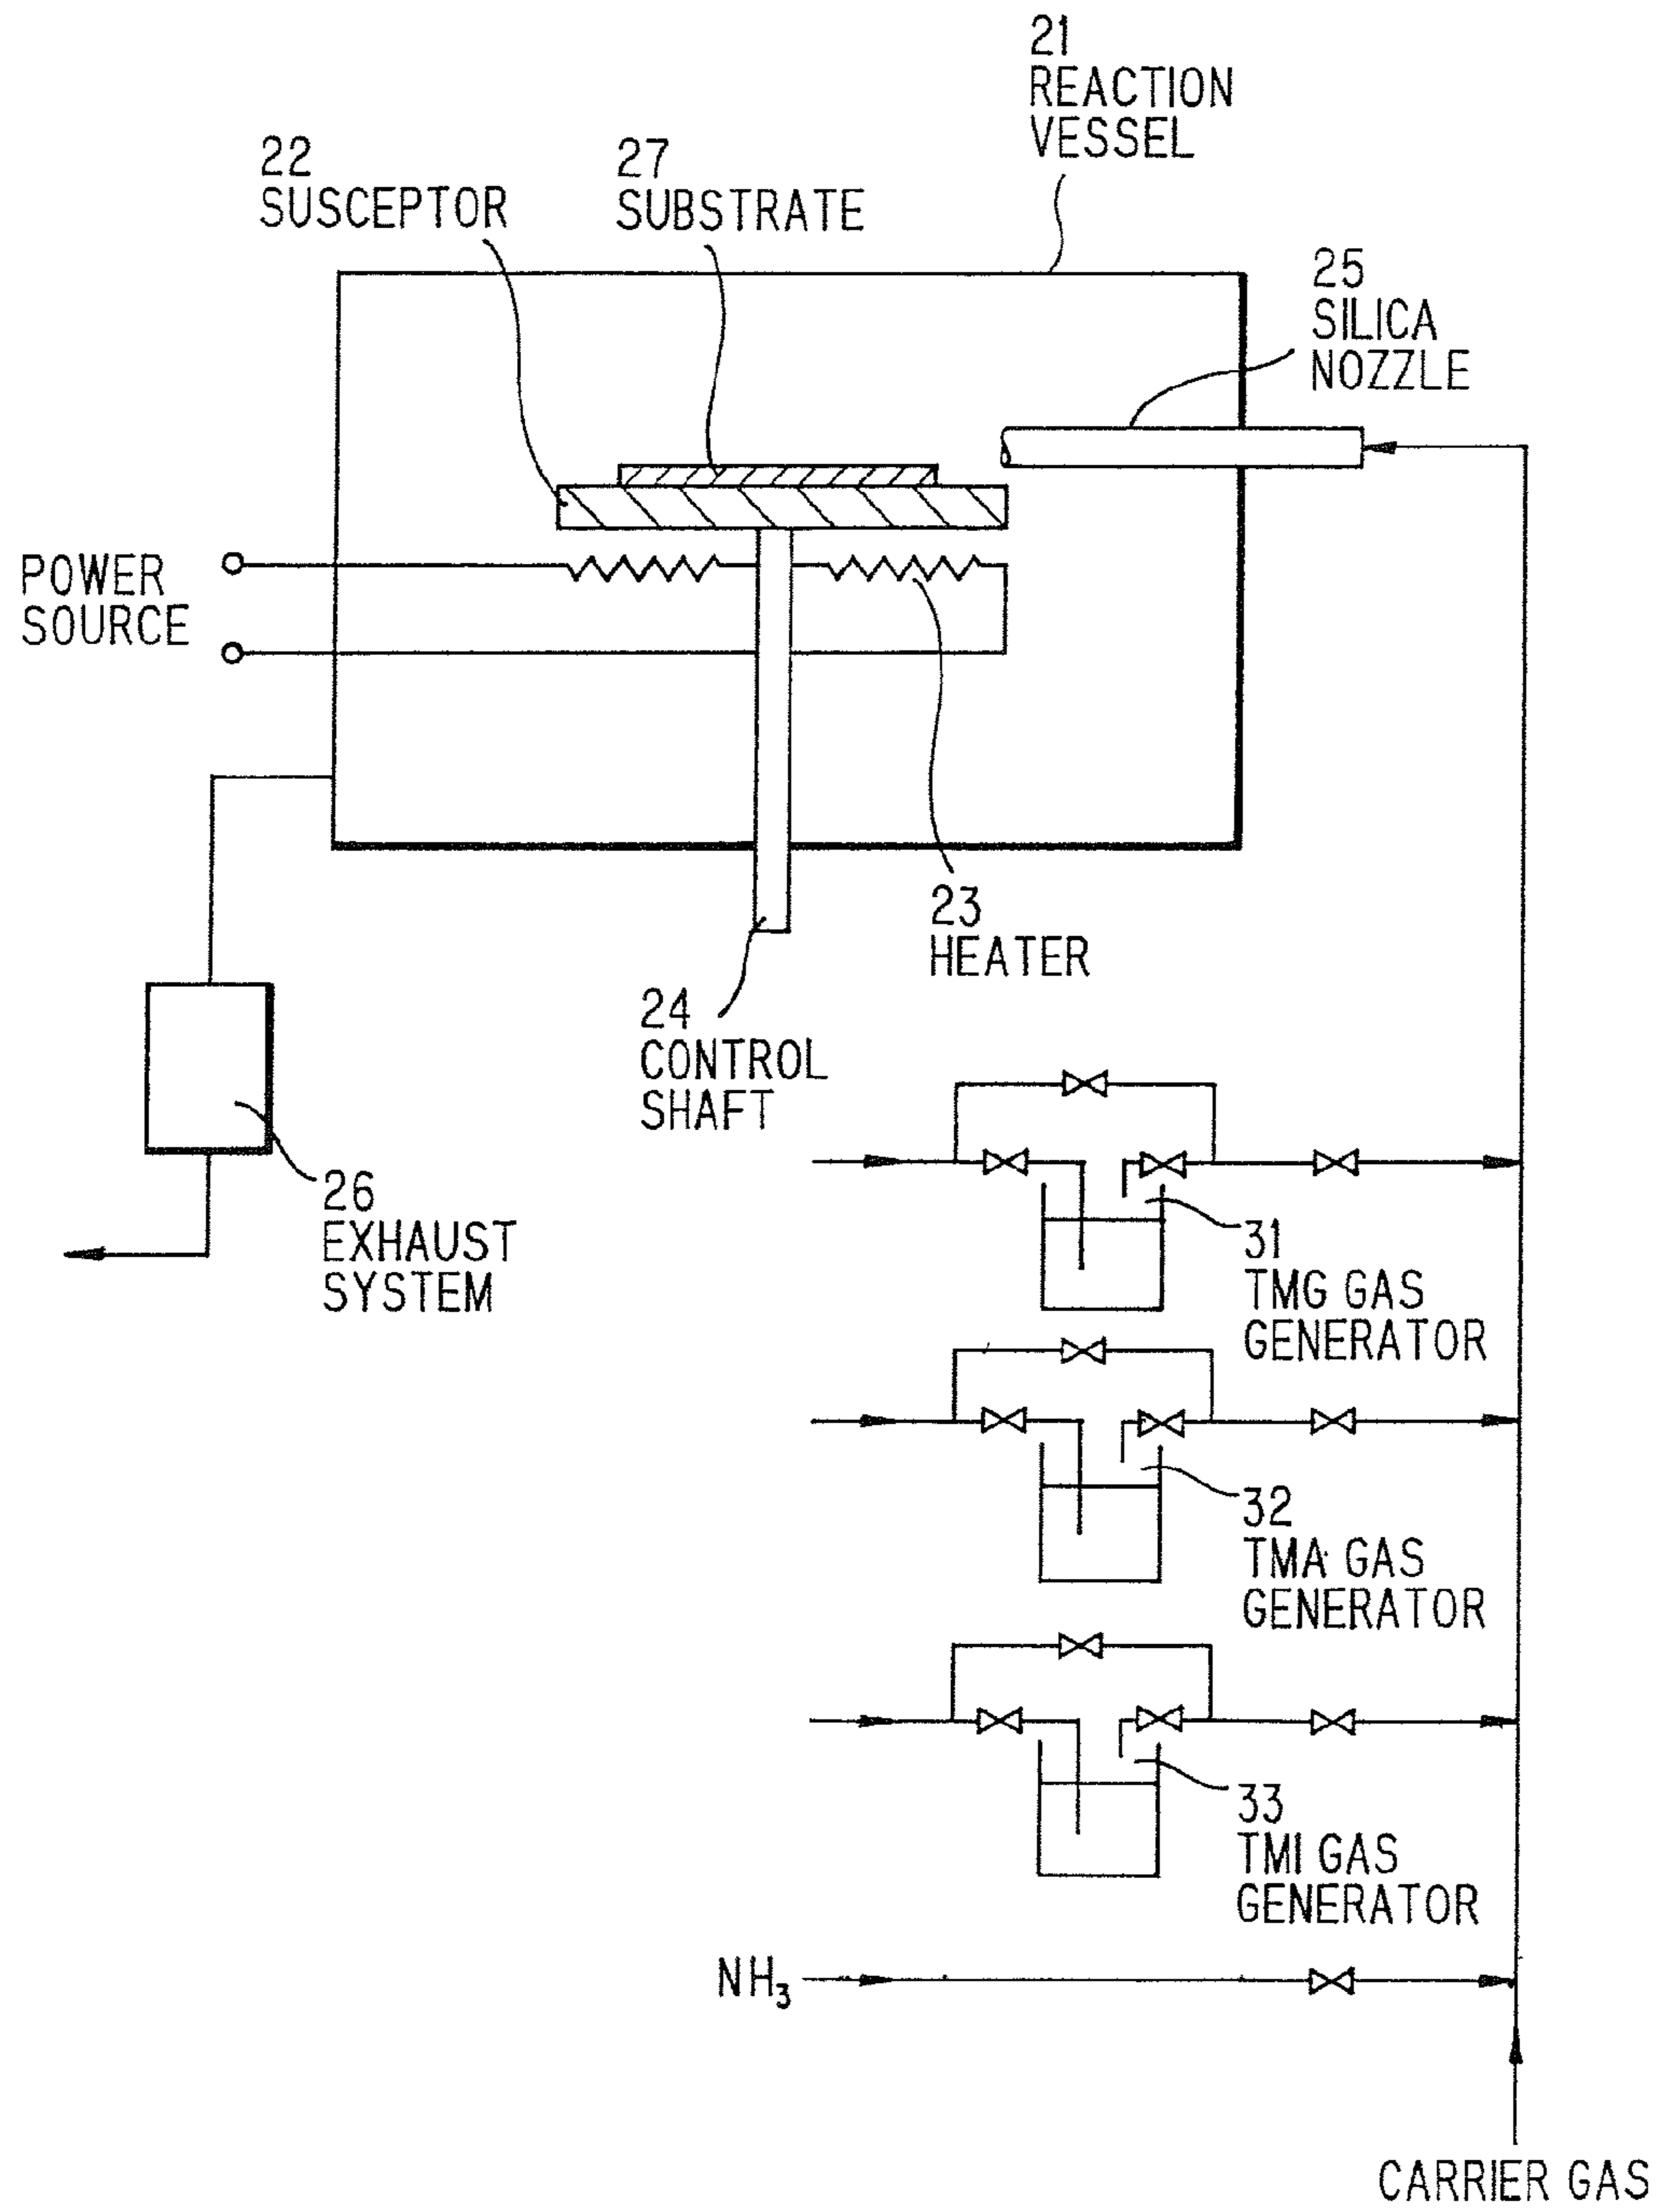 21
REACTION
VESSEL
22
SUSCEPTOR
27
SUBSTRATE
25
SILICA
NOZZLE
POWER
SOURCE
23
HEATER
24
CONTROL
SHAFT
26
EXHAUST
SYSTEM
31
TMG GAS
GENERATOR
32
TMA GAS
GENERATOR
33
TMI GAS
GENERATOR
NH₃
CARRIER GAS